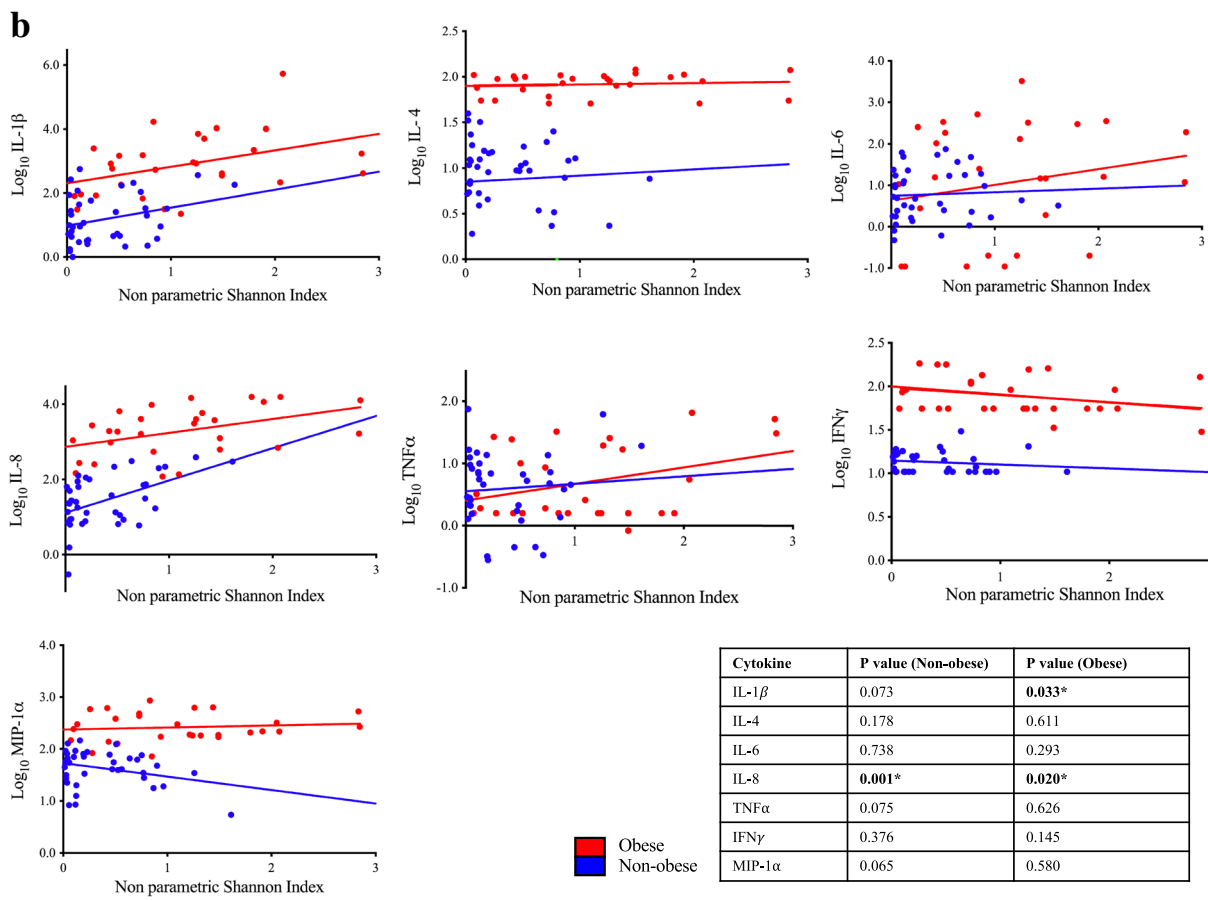 b
Log10 IL-1β
6.0
4.0
2.0
0.0
0 1 2 3
Non parametric Shannon Index
Log10 IL- 4
2.5
2.0
1.5
1.0
0.5
0.0
0 1 2 3
Non parametric Shannon Index
Log10 IL-6
4.0
3.0
2.0
1.0
0.0
-1.0
1 2 3
Non parametric Shannon Index
Log10 IL-8
4.0
2.0
0.0
1 2 3
Non parametric Shannon Index
Log10 TNFα
2.0
1.0
0.0
-1.0
1 2 3
Non parametric Shannon Index
Log10 IFNγ
2.5
2.0
1.5
1.0
0.5
0.0
0 1 2
Non parametric Shannon Index
Log10 MIP-1α
4.0
3.0
2.0
1.0
0.0
0 1 2 3
Non parametric Shannon Index
Obese
Non-obese
Cytokine P value (Non-obese) P value (Obese)
IL-1β 0.073 0.033*
IL-4 0.178 0.611
IL-6 0.738 0.293
IL-8 0.001* 0.020*
TNFα 0.075 0.626
IFNγ 0.376 0.145
MIP-1α 0.065 0.580